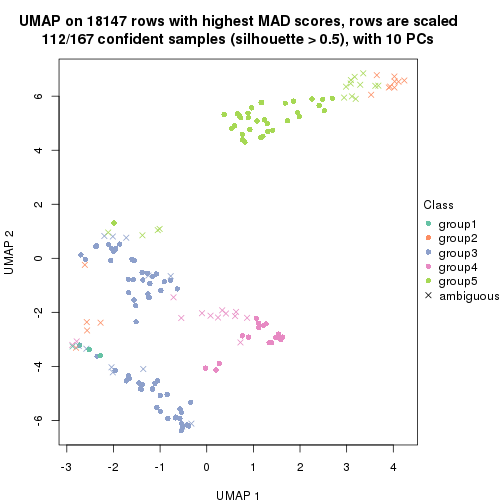 UMAP on 18147 rows with highest MAD scores, rows are scaled
112/167 confident samples (silhouette > 0.5), with 10 PCs
6
4
2
0
-2
-4
-6
UMAP 2
-3 -2 -1 0 1 2 3 4
UMAP 1
Class
group1
group2
group3
group4
group5
ambiguous